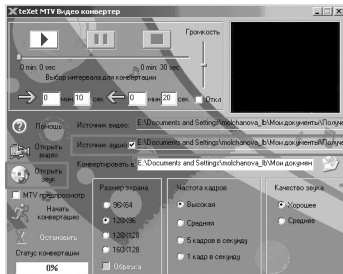 teXet MTV Видео конвертер
Громкость
0 min: 0 sec
0 min: 30 sec
Выбор интервала для конвертации
0 мин 10 сек.
0 мин 20 сек.
Откл
Помощь
Источник видео: E:\Documents and Settings\molchanova_lb\Мои документы\Получе
Открыть видео
Источник аудио E:\Documents and Settings\molchanova_lb\Мои документы\Получе
Открыть звук
Конвертировать в E:\Documents and Settings\molchanova_lb\Мои докумен
MTV предпросмотр
Начать конвертацию
Остановить
Статус конвертации
0%
Размер экрана
96X64
128X96
128X128
160X128
Обрезка
Частота кадров
Высокая
Средняя
5 кадров в секунду
1 кадр в секунду
Качество звука
Хорошее
Среднее